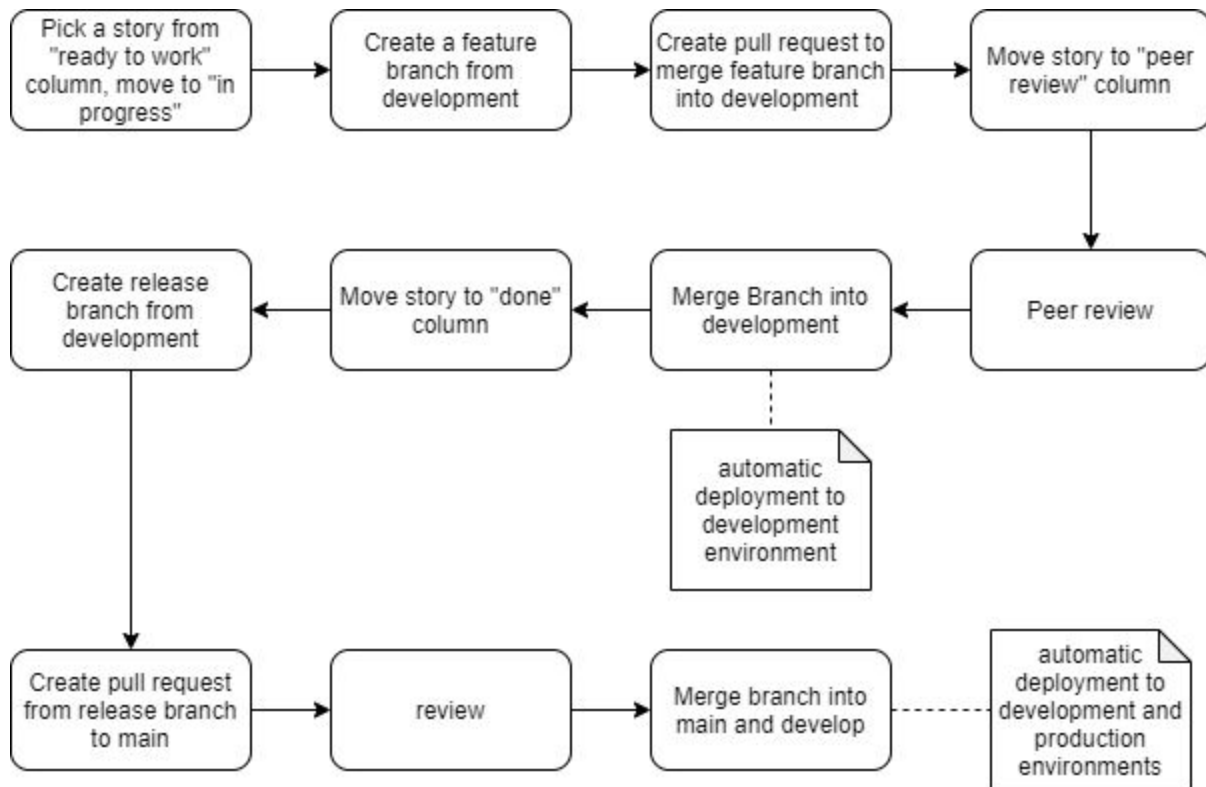 Pick a story from
"ready to work"
column, move to "in
progress"
Create a feature
branch from
development
Create pull request to
merge feature branch
into development
Move story to "peer
review" column
Create release
branch from
development
Move story to "done"
column
Merge Branch into
development
Peer review
automatic
deployment to
development
environment
Create pull request
from release branch
to main
review
Merge branch into
main and develop
automatic
deployment to
development and
production
environments